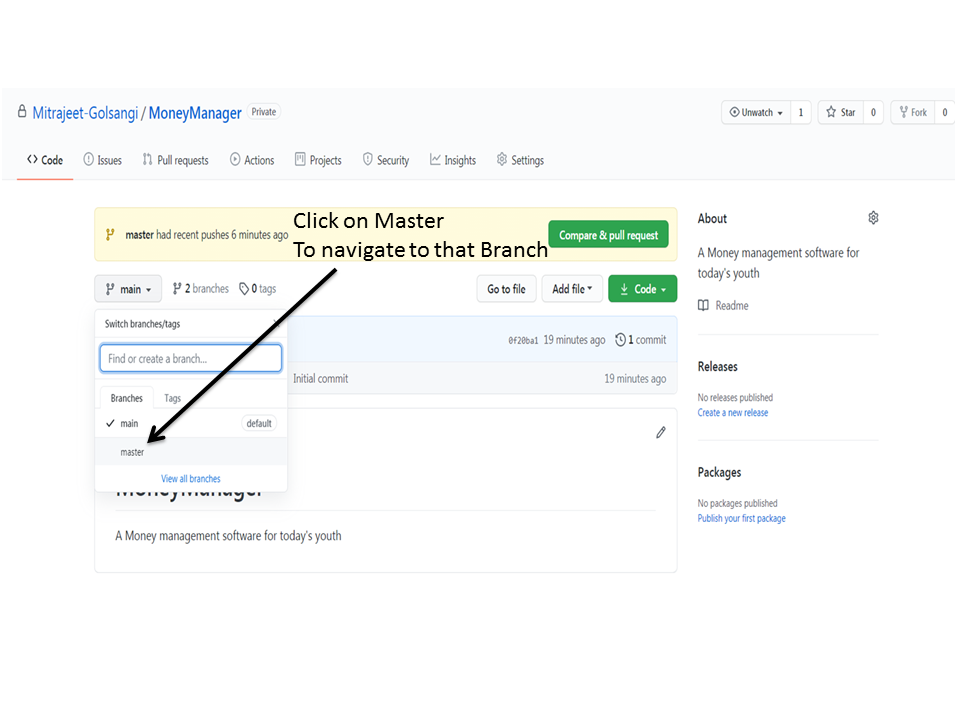 Mitrajeet-Golsangi / MoneyManager Private
Unwatch 1 Star 0 Fork 0
Code Issues Pull requests Actions Projects Security Insights Settings
master had recent pushes 6 minutes ago
Click on Master
To navigate to that Branch
Compare & pull request
main 2 branches 0 tags Go to file Add file Code
Switch branches/tags
Find or create a branch...
Branches Tags
main default
master
View all branches
0f20ba1 19 minutes ago 1 commit
Initial commit 19 minutes ago
MoneyManager
A Money management software for today's youth
About
A Money management software for
today's youth
Readme
Releases
No releases published
Create a new release
Packages
No packages published
Publish your first package